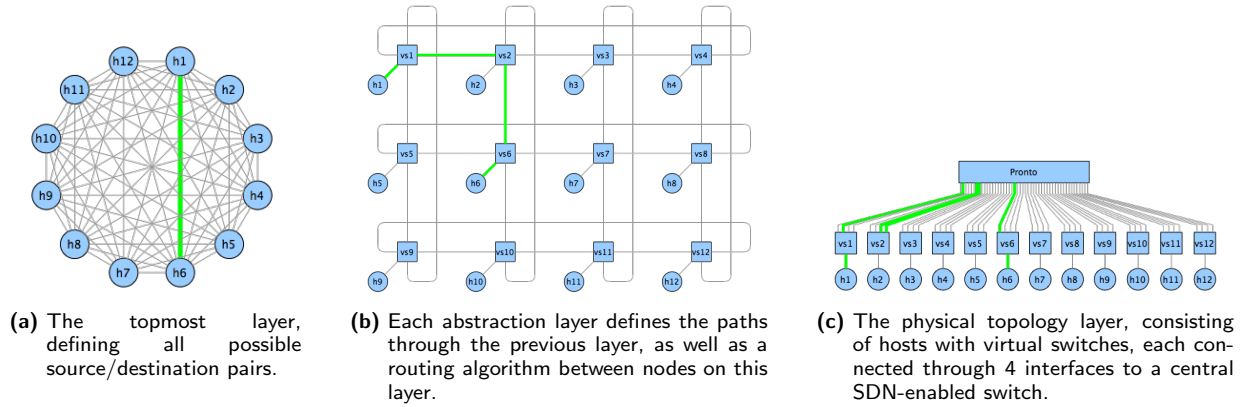 h12 h1
h11 h2
h10 h3
h9 h4
h8 h5
h7 h6
vs1 vs2 vs3 vs4
h1 h2 h3 h4
vs5 vs6 vs7 vs8
h5 h6 h7 h8
vs9 vs10 vs11 vs12
h9 h10 h11 h12
Pronto
vs1 vs2 vs3 vs4 vs5 vs6 vs7 vs8 vs9 vs10 vs11 vs12
h1 h2 h3 h4 h5 h6 h7 h8 h9 h10 h11 h12
(a) The topmost layer,
defining all possible
source/destination pairs.
(b) Each abstraction layer defines the paths
through the previous layer, as well as a
routing algorithm between nodes on this
layer.
(c) The physical topology layer, consisting
of hosts with virtual switches, each con-
nected through 4 interfaces to a central
SDN-enabled switch.